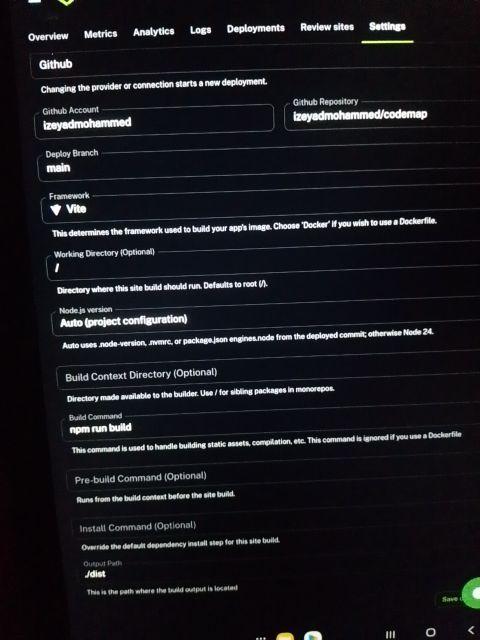 Overview Metrics Analytics Logs Deployments Review sites Settings
Github
Changing the provider or connection starts a new deployment.
Github Account
izeyadmohammed
Github Repository
izeyadmohammed/codemap
Deploy Branch
main
Framework
Vite
This determines the framework used to build your app's image. Choose 'Docker' if you wish to use a Dockerfile.
Working Directory (Optional)
/
Directory where this site build should run. Defaults to root (/).
Node.js version
Auto (project configuration)
Auto uses .node-version, .nvmrc, or package.json engines.node from the deployed commit; otherwise Node 24.
Build Context Directory (Optional)
Directory made available to the builder. Use / for sibling packages in monorepos.
Build Command
npm run build
This command is used to handle building static assets, compilation, etc. This command is ignored if you use a Dockerfile
Pre-build Command (Optional)
Runs from the build context before the site build.
Install Command (Optional)
Override the default dependency install step for this site build.
Output Path
./dist
This is the path where the build output is located
Save